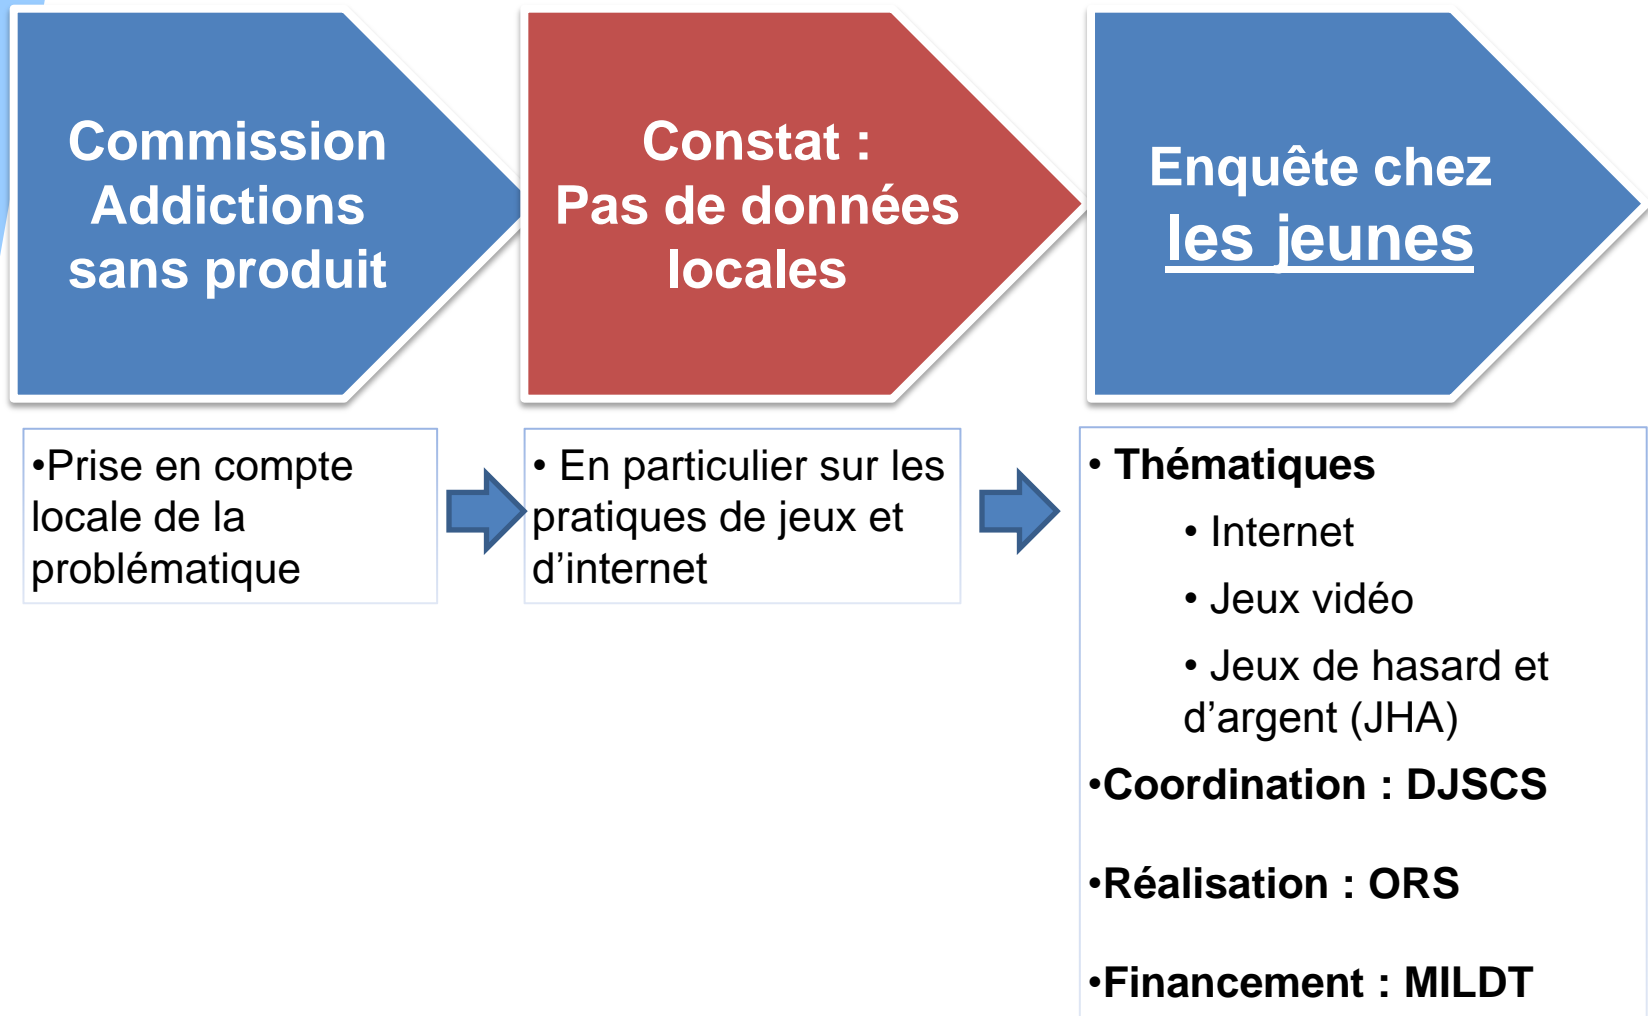 Commission
Addictions
sans produit
Constat :
Pas de données
locales
Enquête chez
les jeunes
•Prise en compte
locale de la
problématique
• En particulier sur les
pratiques de jeux et
d’internet
• Thématiques
• Internet
• Jeux vidéo
• Jeux de hasard et
d’argent (JHA)
•Coordination : DJSCS
•Réalisation : ORS
•Financement : MILDT